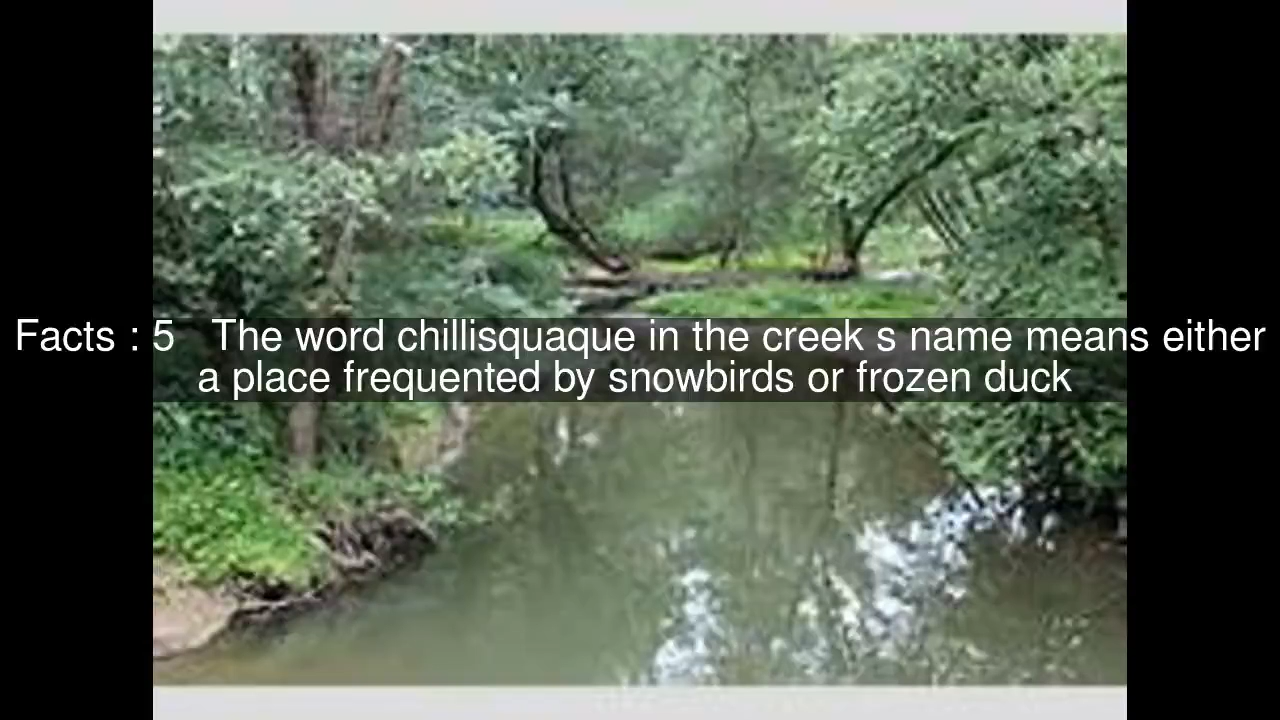 Facts : 5 The word chillisquaque in the creek s name means either
a place frequented by snowbirds or frozen duck